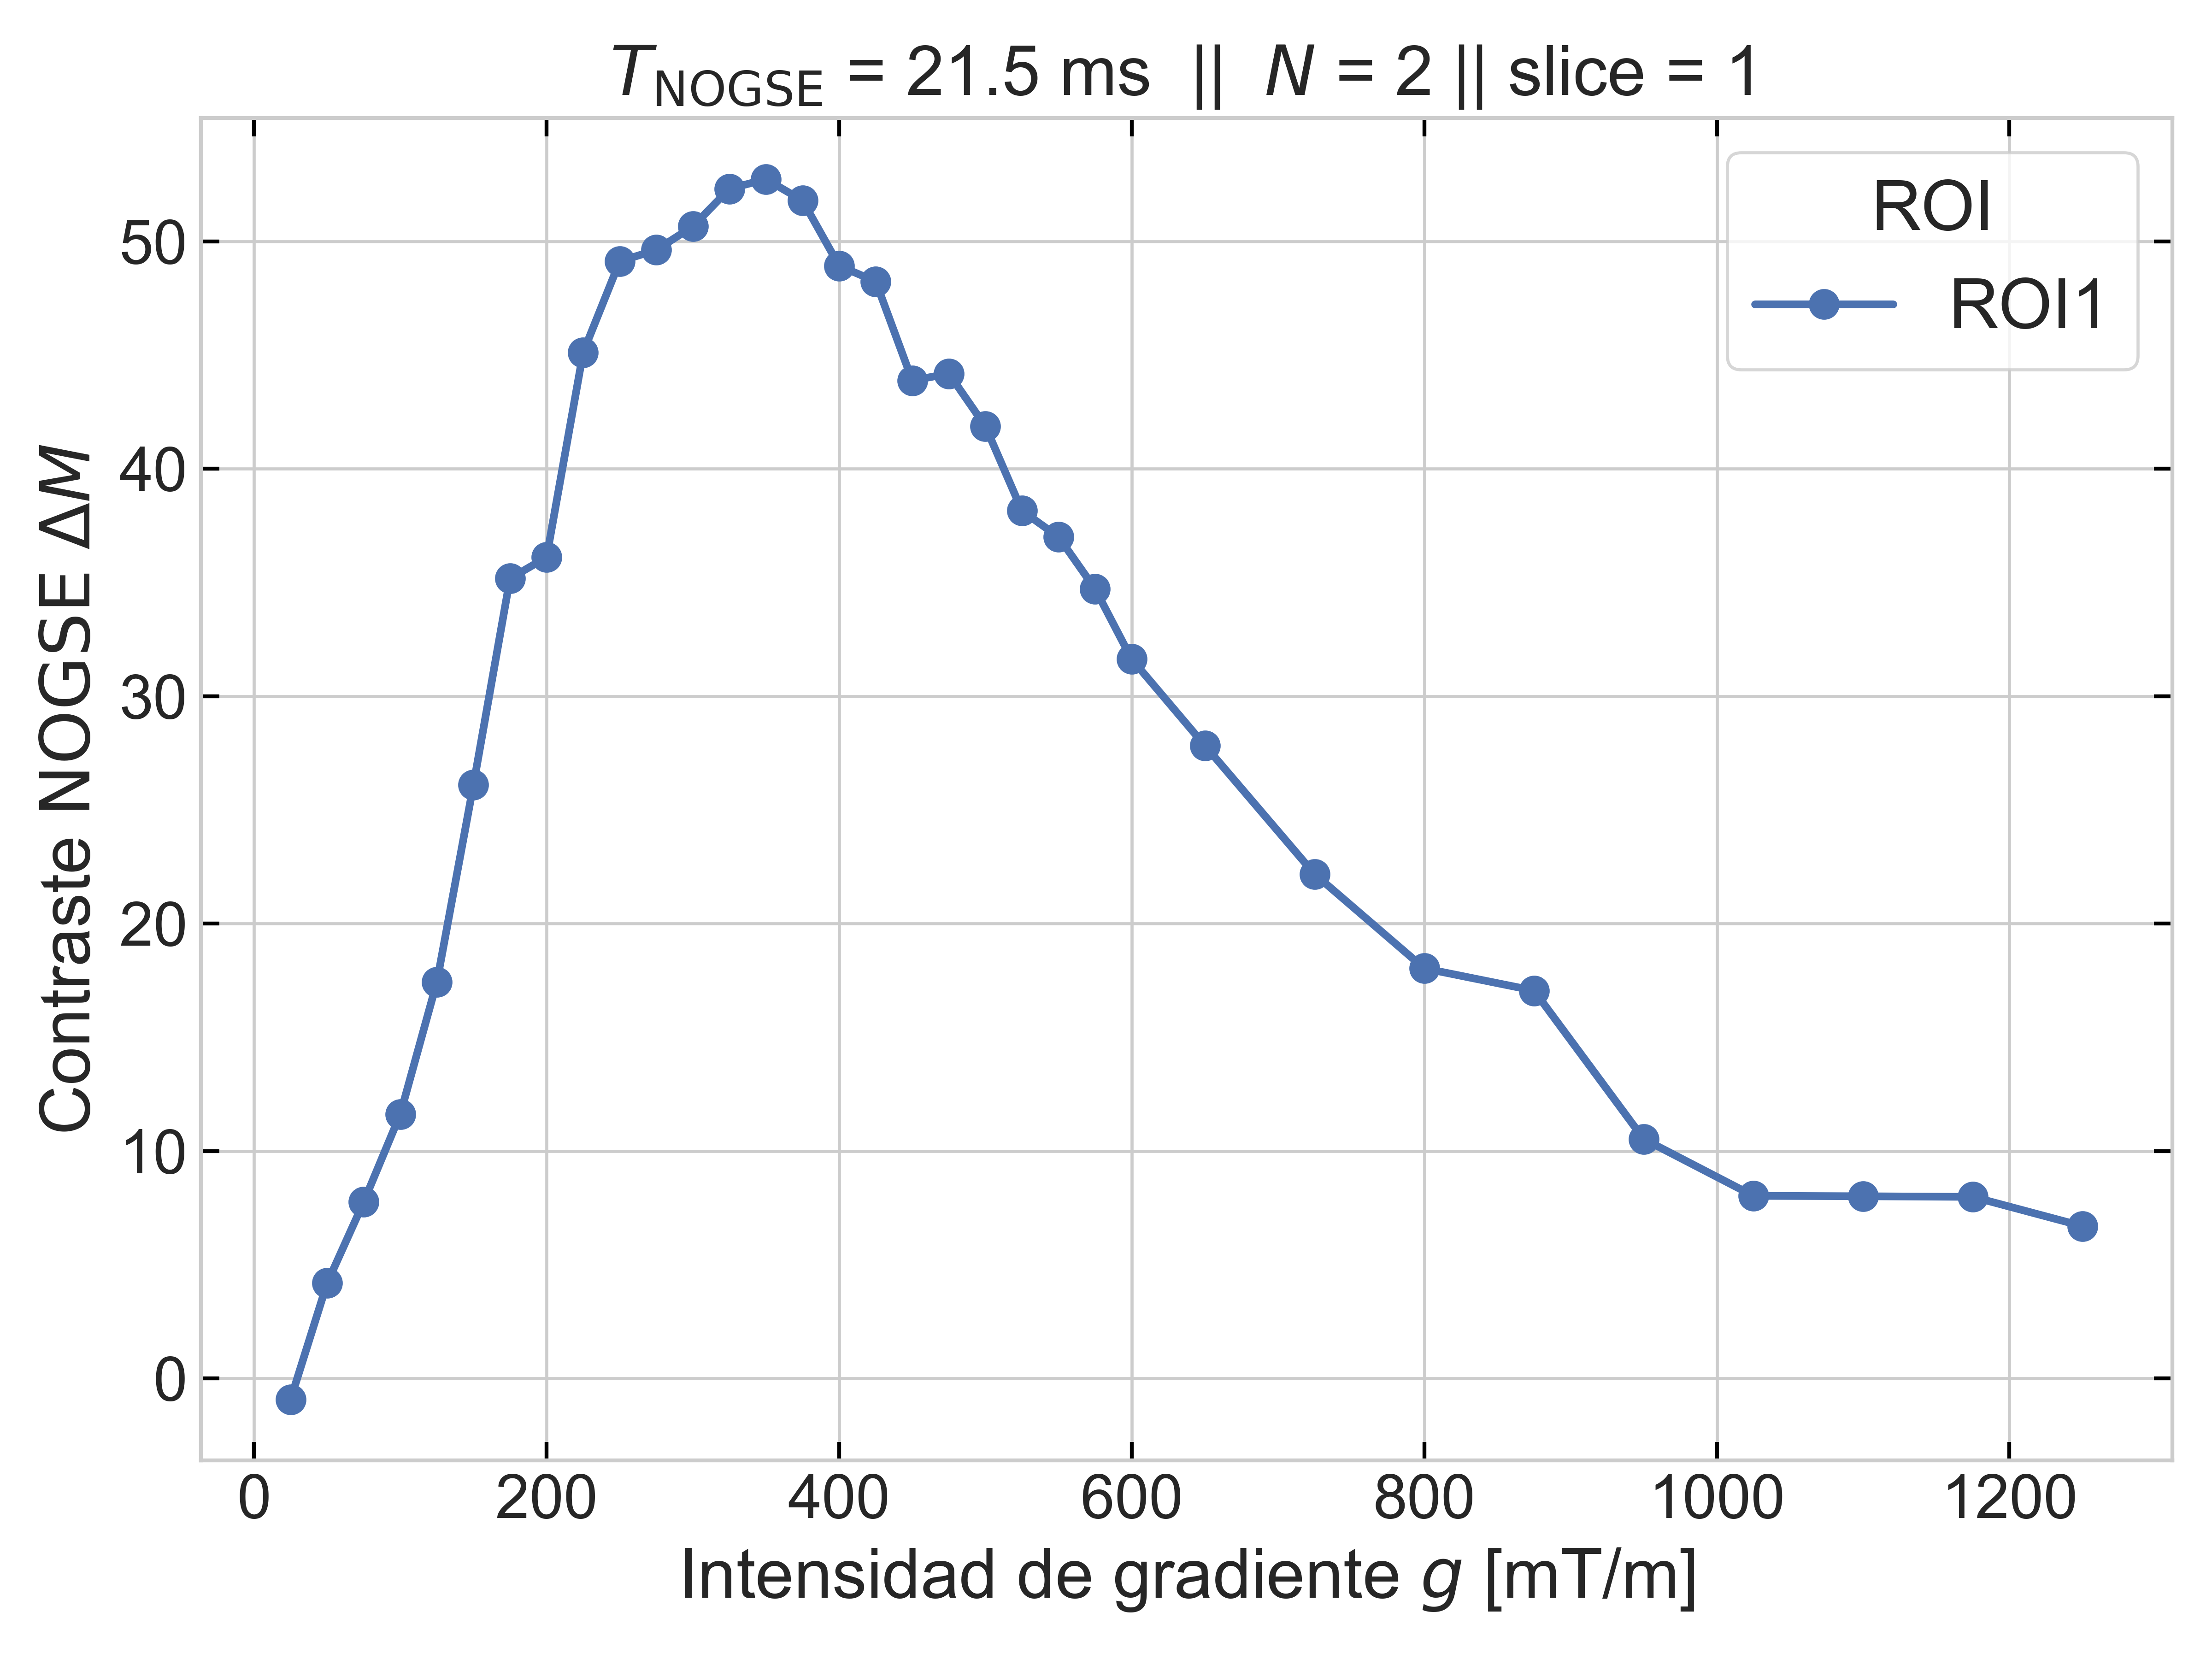 T_NOGSE = 21.5 ms || N = 2 || slice = 1
ROI
ROI1
Contraste NOGSE ΔM
50
40
30
20
10
0
0 200 400 600 800 1000 1200
Intensidad de gradiente g [mT/m]